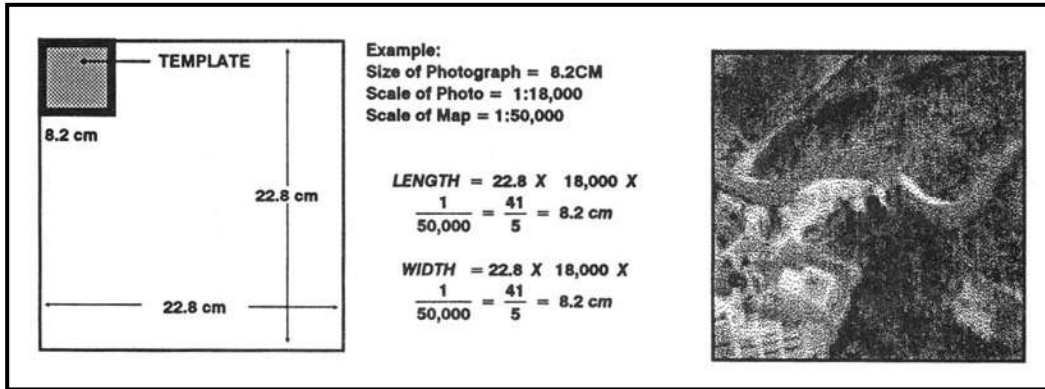 TEMPLATE
8.2 cm
22.8 cm
22.8 cm
Example:
Size of Photograph = 8.2CM
Scale of Photo = 1:18,000
Scale of Map = 1:50,000
LENGTH = 22.8 X 18,000 X
1/50,000 = 41/5 = 8.2 cm
WIDTH = 22.8 X 18,000 X
1/50,000 = 41/5 = 8.2 cm